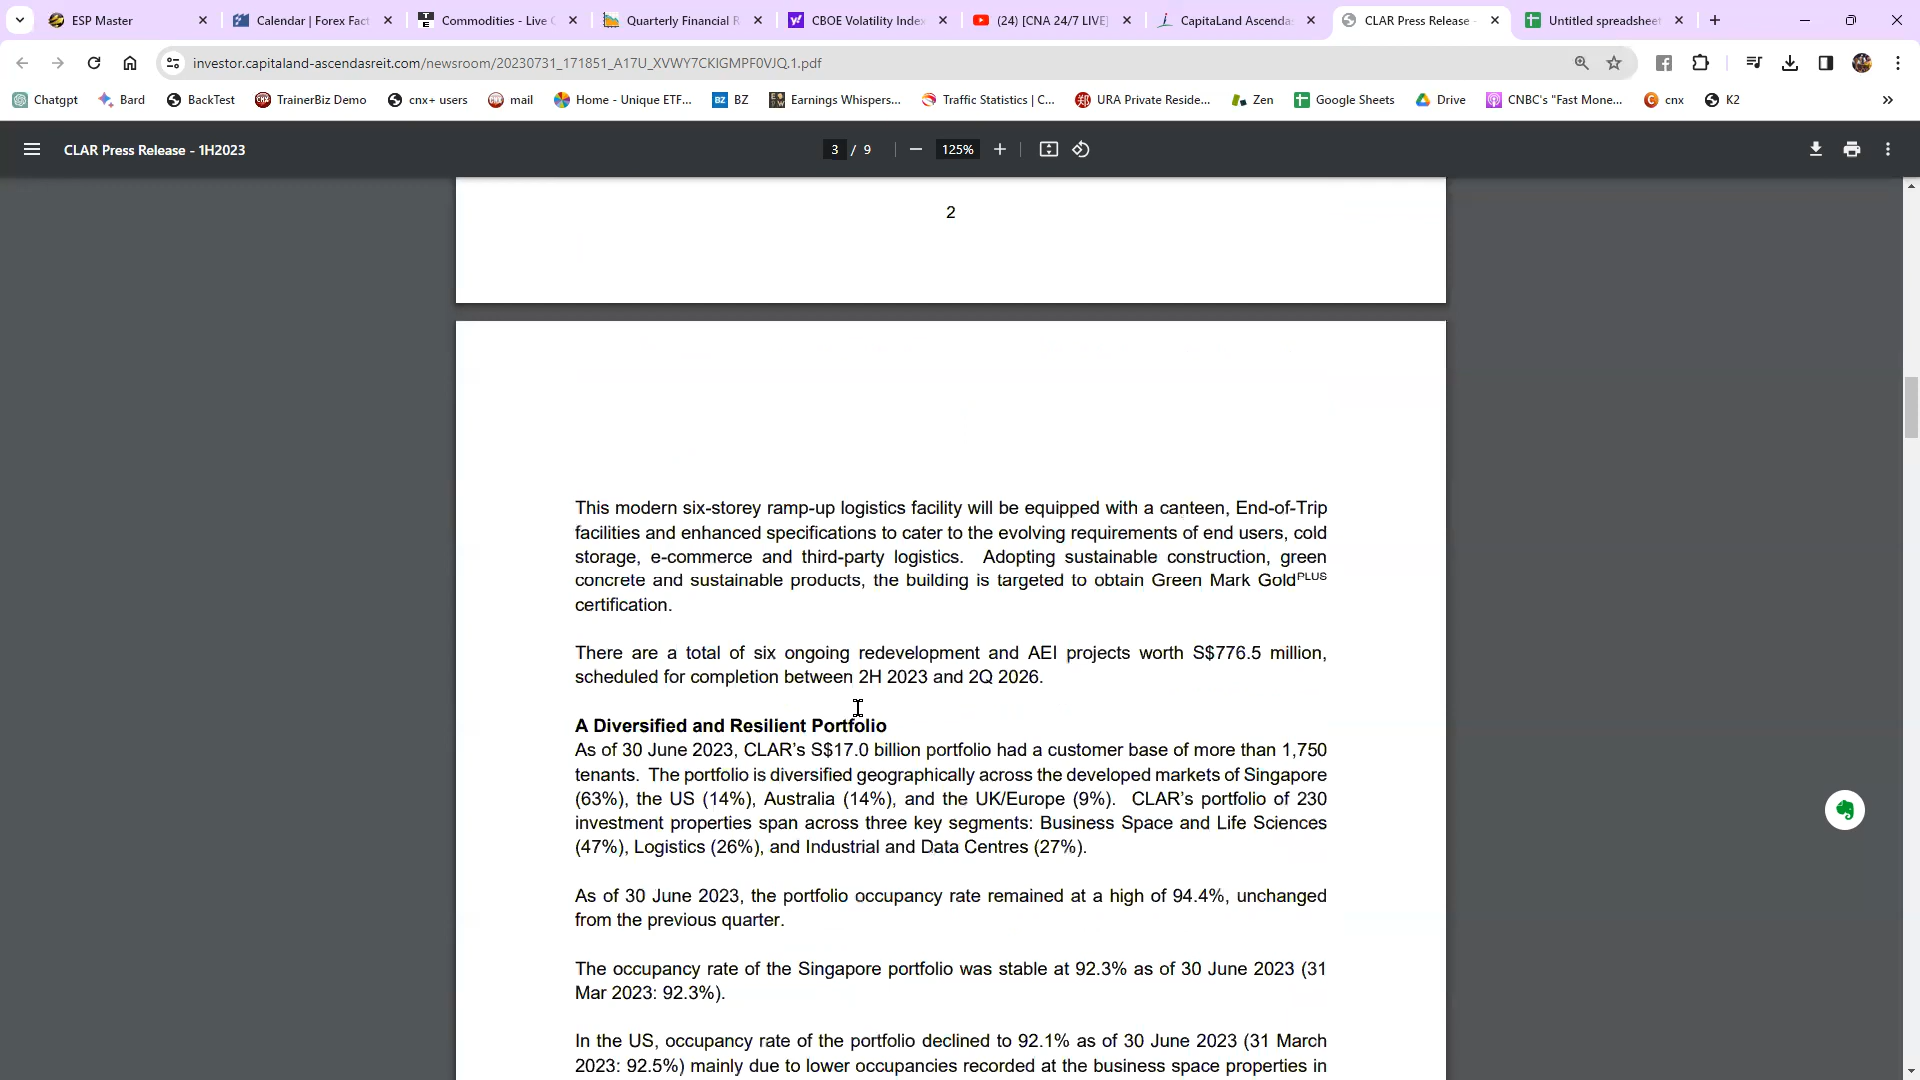 ESP Master
Calendar | Forex Fact
Commodities - Live
Quarterly Financial R
CBOE Volatility Index
(24) [CNA 24/7 LIVE]
CapitaLand Ascendas
CLAR Press Release -
Untitled spreadsheet
investor.capitaland-ascendasreit.com/newsroom/20230731_171851_A17U_XVWY7CKIGMPF0VJQ.1.pdf
Chatgpt
Bard
BackTest
TrainerBiz Demo
cnx+ users
mail
Home - Unique ETF...
BZ
Earnings Whispers...
Traffic Statistics | C...
URA Private Reside...
Zen
Google Sheets
Drive
CNBC's "Fast Mone...
cnx
K2
CLAR Press Release - 1H2023
3 / 9
125%
2
This modern six-storey ramp-up logistics facility will be equipped with a canteen, End-of-Trip
facilities and enhanced specifications to cater to the evolving requirements of end users, cold
storage, e-commerce and third-party logistics. Adopting sustainable construction, green
concrete and sustainable products, the building is targeted to obtain Green Mark GoldPLUS
certification.
There are a total of six ongoing redevelopment and AEI projects worth S$776.5 million,
scheduled for completion between 2H 2023 and 2Q 2026.
A Diversified and Resilient Portfolio
As of 30 June 2023, CLAR's S$17.0 billion portfolio had a customer base of more than 1,750
tenants. The portfolio is diversified geographically across the developed markets of Singapore
(63%), the US (14%), Australia (14%), and the UK/Europe (9%). CLAR's portfolio of 230
investment properties span across three key segments: Business Space and Life Sciences
(47%), Logistics (26%), and Industrial and Data Centres (27%).
As of 30 June 2023, the portfolio occupancy rate remained at a high of 94.4%, unchanged
from the previous quarter.
The occupancy rate of the Singapore portfolio was stable at 92.3% as of 30 June 2023 (31
Mar 2023: 92.3%).
In the US, occupancy rate of the portfolio declined to 92.1% as of 30 June 2023 (31 March
2023: 92.5%) mainly due to lower occupancies recorded at the business space properties in